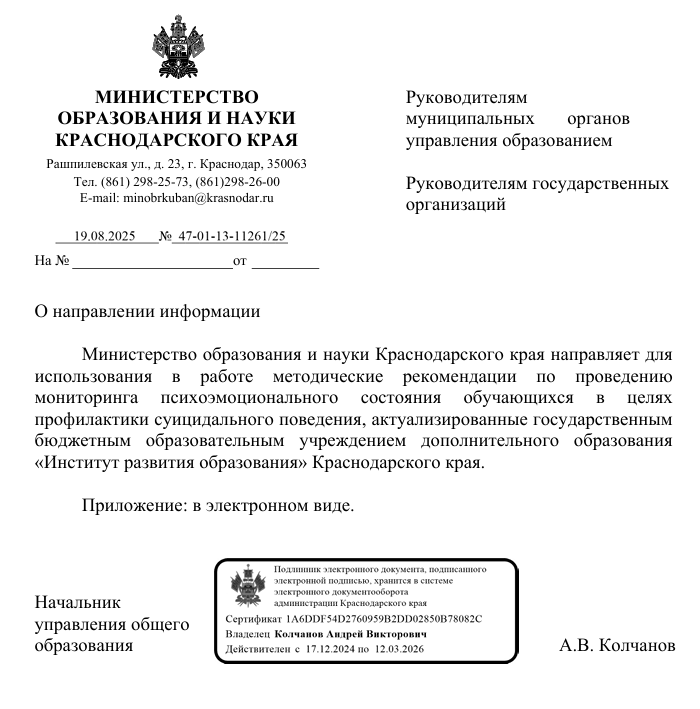 МИНИСТЕРСТВО
ОБРАЗОВАНИЯ И НАУКИ
КРАСНОДАРСКОГО КРАЯ
Рашпилевская ул., д. 23, г. Краснодар, 350063
Тел. (861) 298-25-73, (861)298-26-00
E-mail: minobrkuban@krasnodar.ru
19.08.2025 № 47-01-13-11261/25
На № от
Руководителям
муниципальных органов
управления образованием
Руководителям государственных
организаций
О направлении информации
Министерство образования и науки Краснодарского края направляет для
использования в работе методические рекомендации по проведению
мониторинга психоэмоционального состояния обучающихся в целях
профилактики суицидального поведения, актуализированные государственным
бюджетным образовательным учреждением дополнительного образования
«Институт развития образования» Краснодарского края.
Приложение: в электронном виде.
Начальник
управления общего
образования
Подлинник электронного документа, подписанного
электронной подписью, хранится в системе
электронного документооборота
администрации Краснодарского края
Сертификат 1A6DDF54D2760959B2DD02850B78082C
Владелец Колчанов Андрей Викторович
Действителен с 17.12.2024 по 12.03.2026
А.В. Колчанов